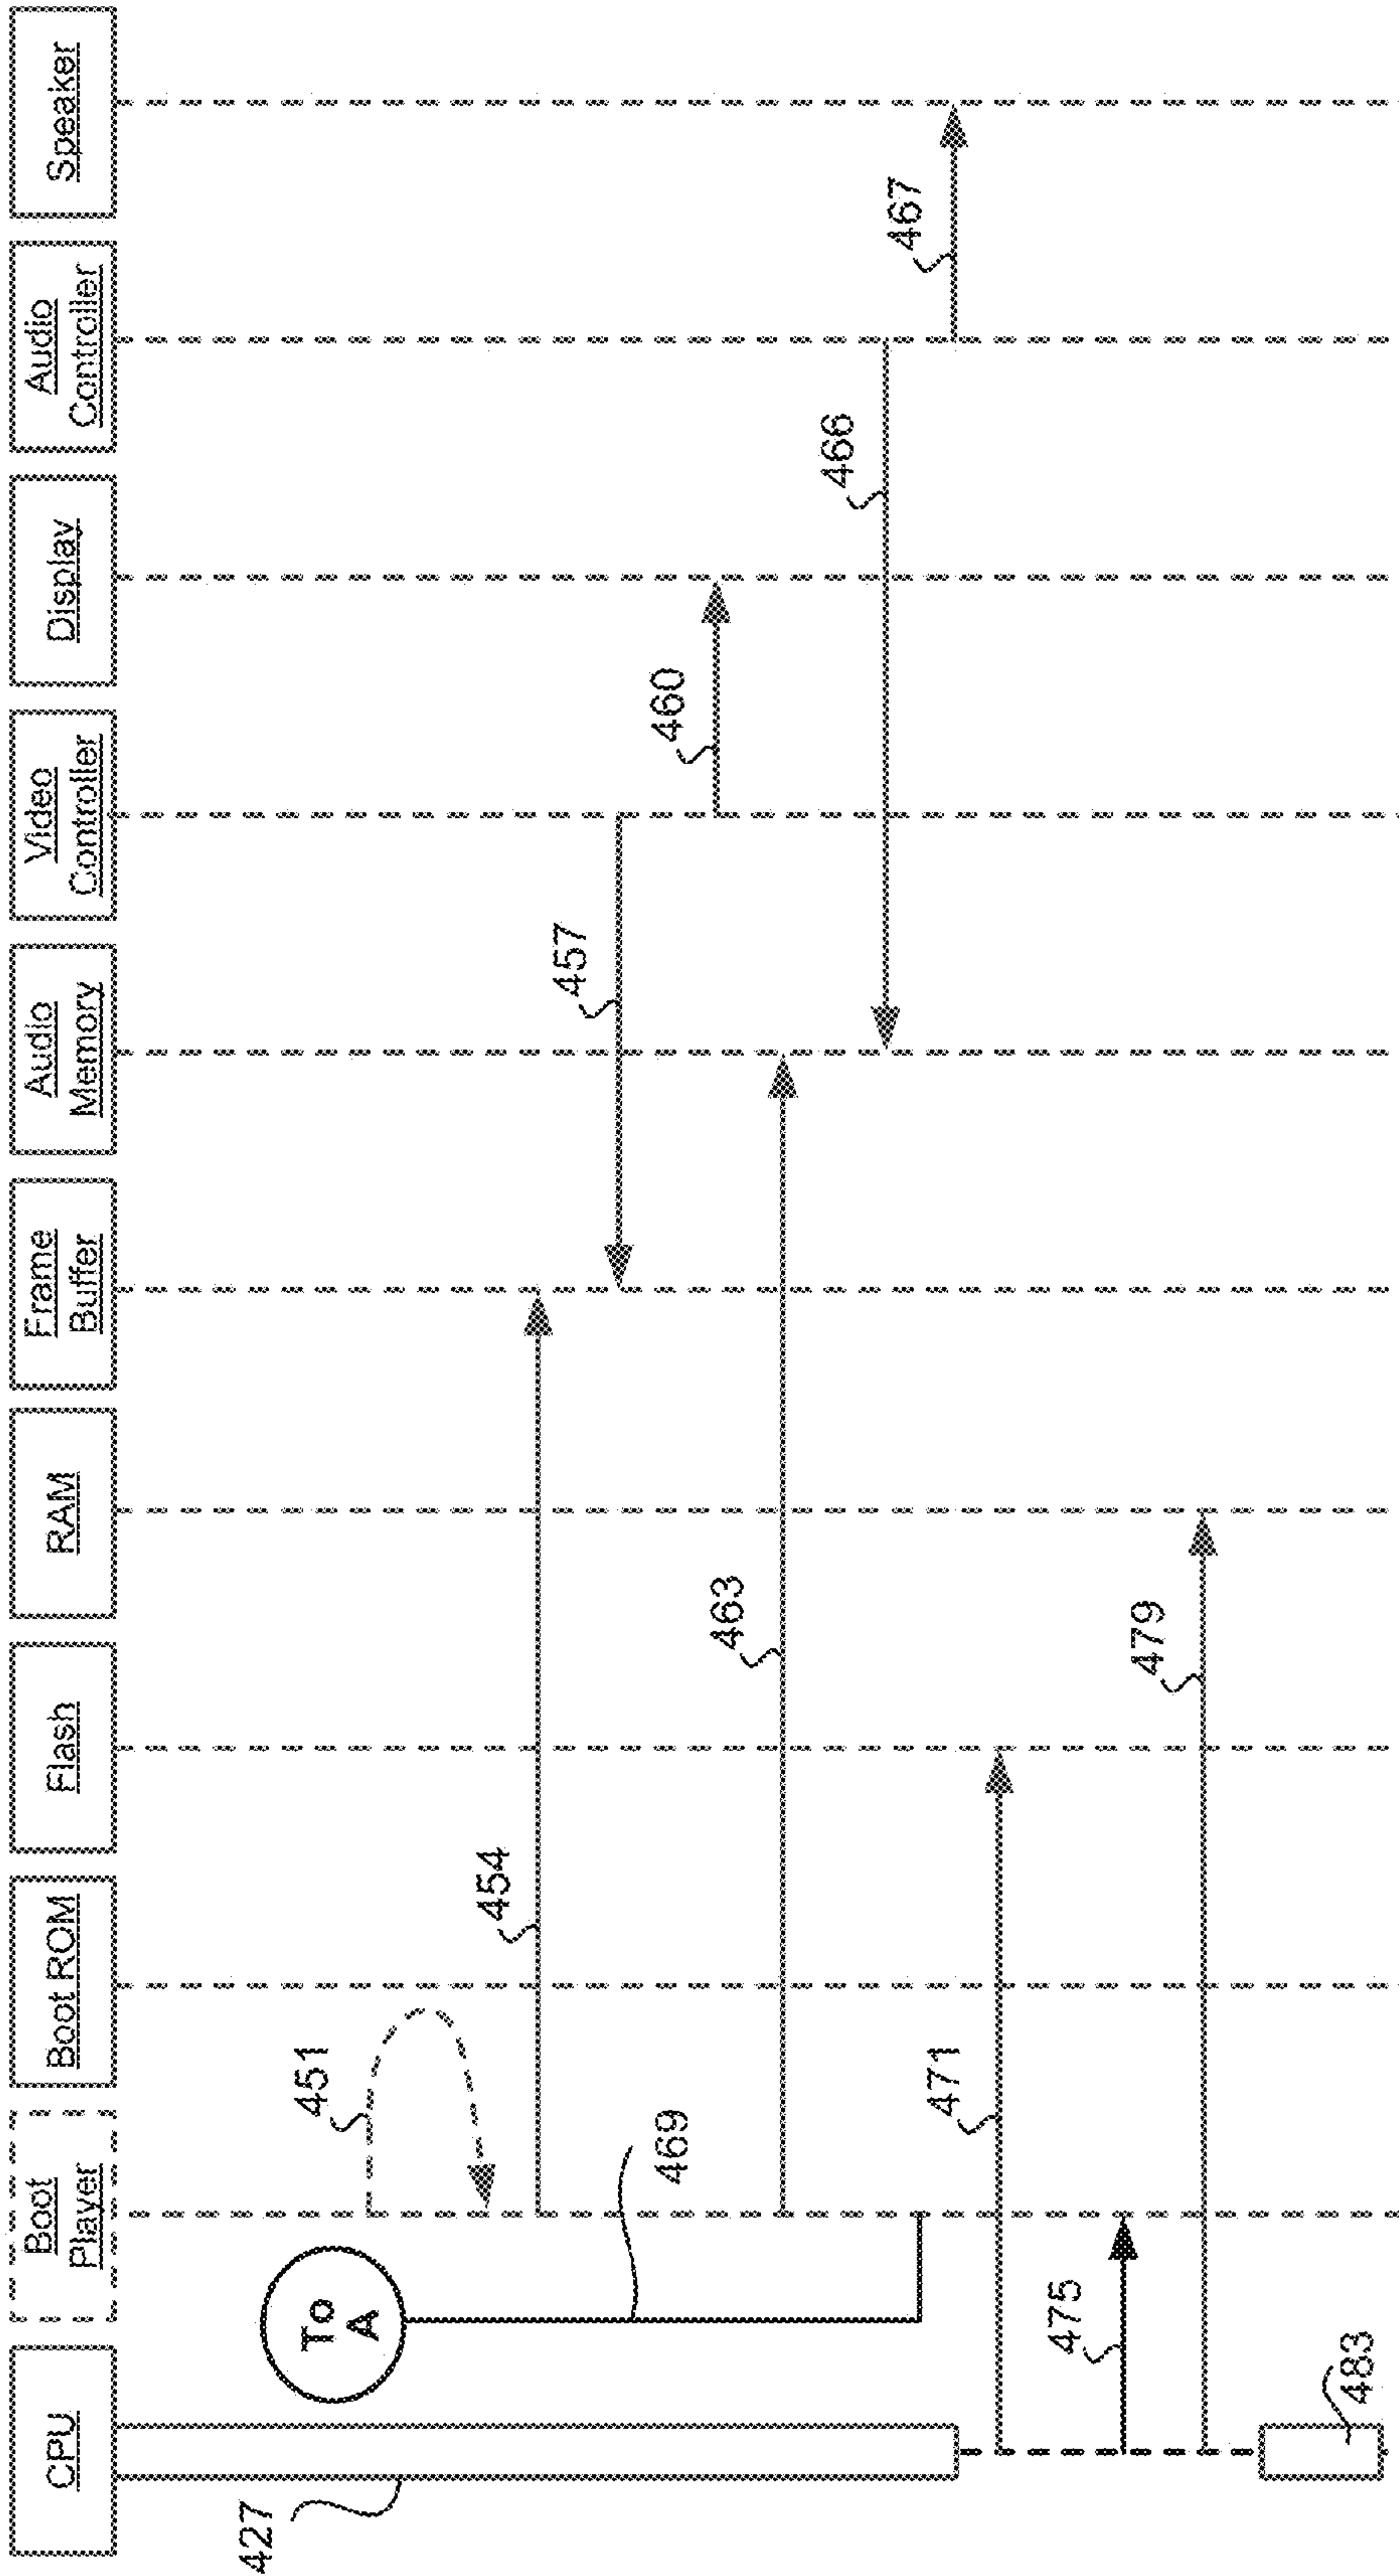 CPU
Boot
Player
Boot ROM
Flash
RAM
Frame
Buffer
Audio
Memory
Video
Controller
Display
Audio
Controller
Speaker
427
To
A
451
454
457
460
463
466
467
469
471
475
479
483